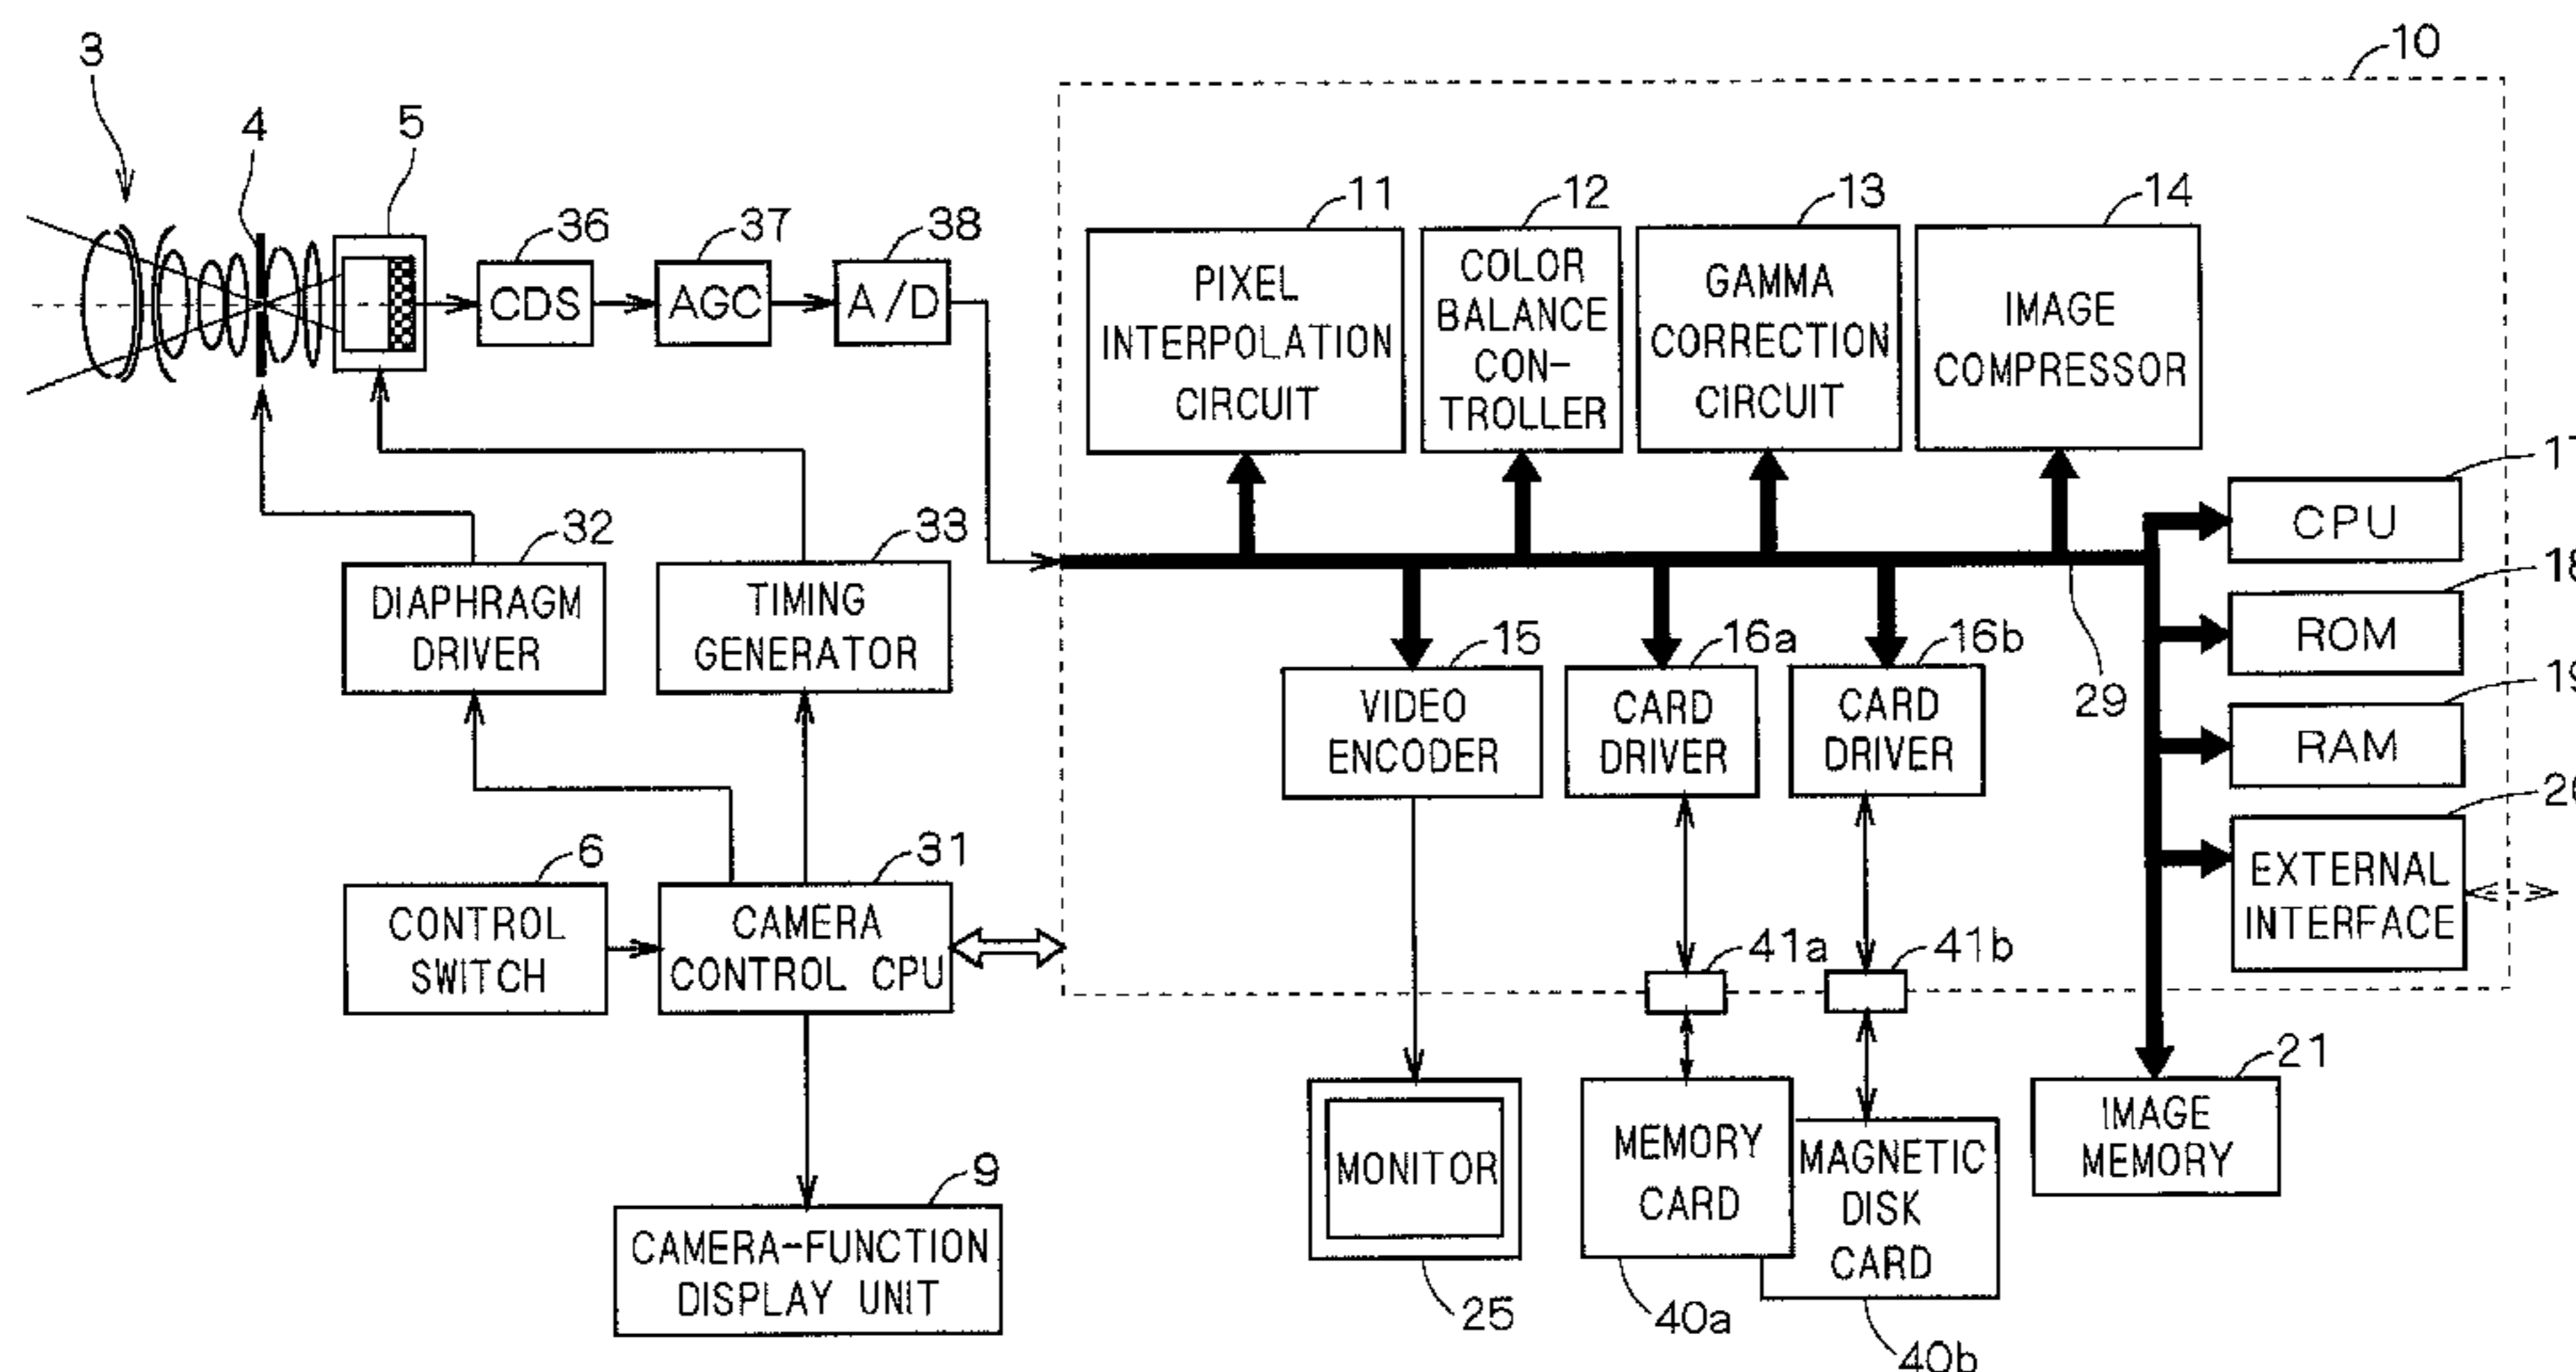 3
4
5
36
37
38
CDS
AGC
A/D
10
11
12
13
14
PIXEL
INTERPOLATION
CIRCUIT
COLOR
BALANCE
CON-
TROLLER
GAMMA
CORRECTION
CIRCUIT
IMAGE
COMPRESSOR
17
CPU
18
ROM
19
RAM
EXTERNAL
INTERFACE
29
32
DIAPHRAGM
DRIVER
33
TIMING
GENERATOR
15
VIDEO
ENCODER
16a
CARD
DRIVER
16b
CARD
DRIVER
6
CONTROL
SWITCH
31
CAMERA
CONTROL CPU
41a
41b
9
CAMERA-FUNCTION
DISPLAY UNIT
MONITOR
25
MEMORY
CARD
40a
MAGNETIC
DISK
CARD
40b
21
IMAGE
MEMORY